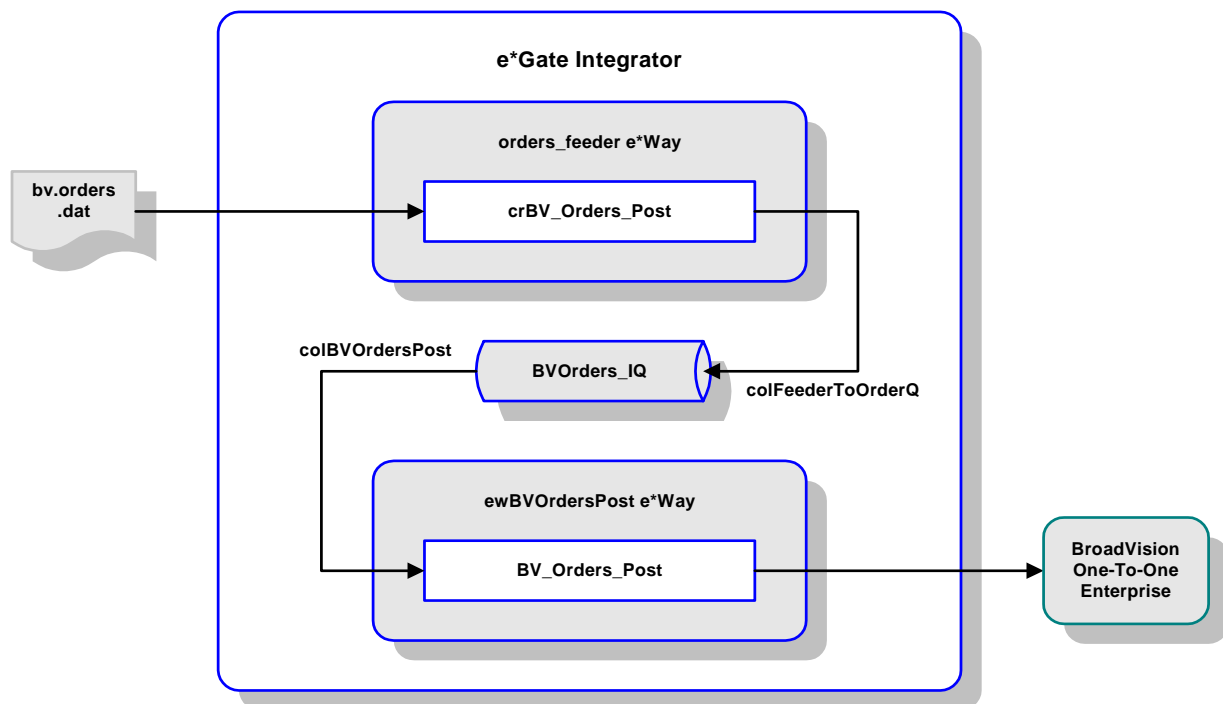 e*Gate Integrator
orders_feeder e*Way
bv.orders
.dat
crBV_Orders_Post
colBVOrdersPost
BVOrders_IQ
colFeederToOrderQ
ewBVOrdersPost e*Way
BV_Orders_Post
BroadVision
One-To-One
Enterprise